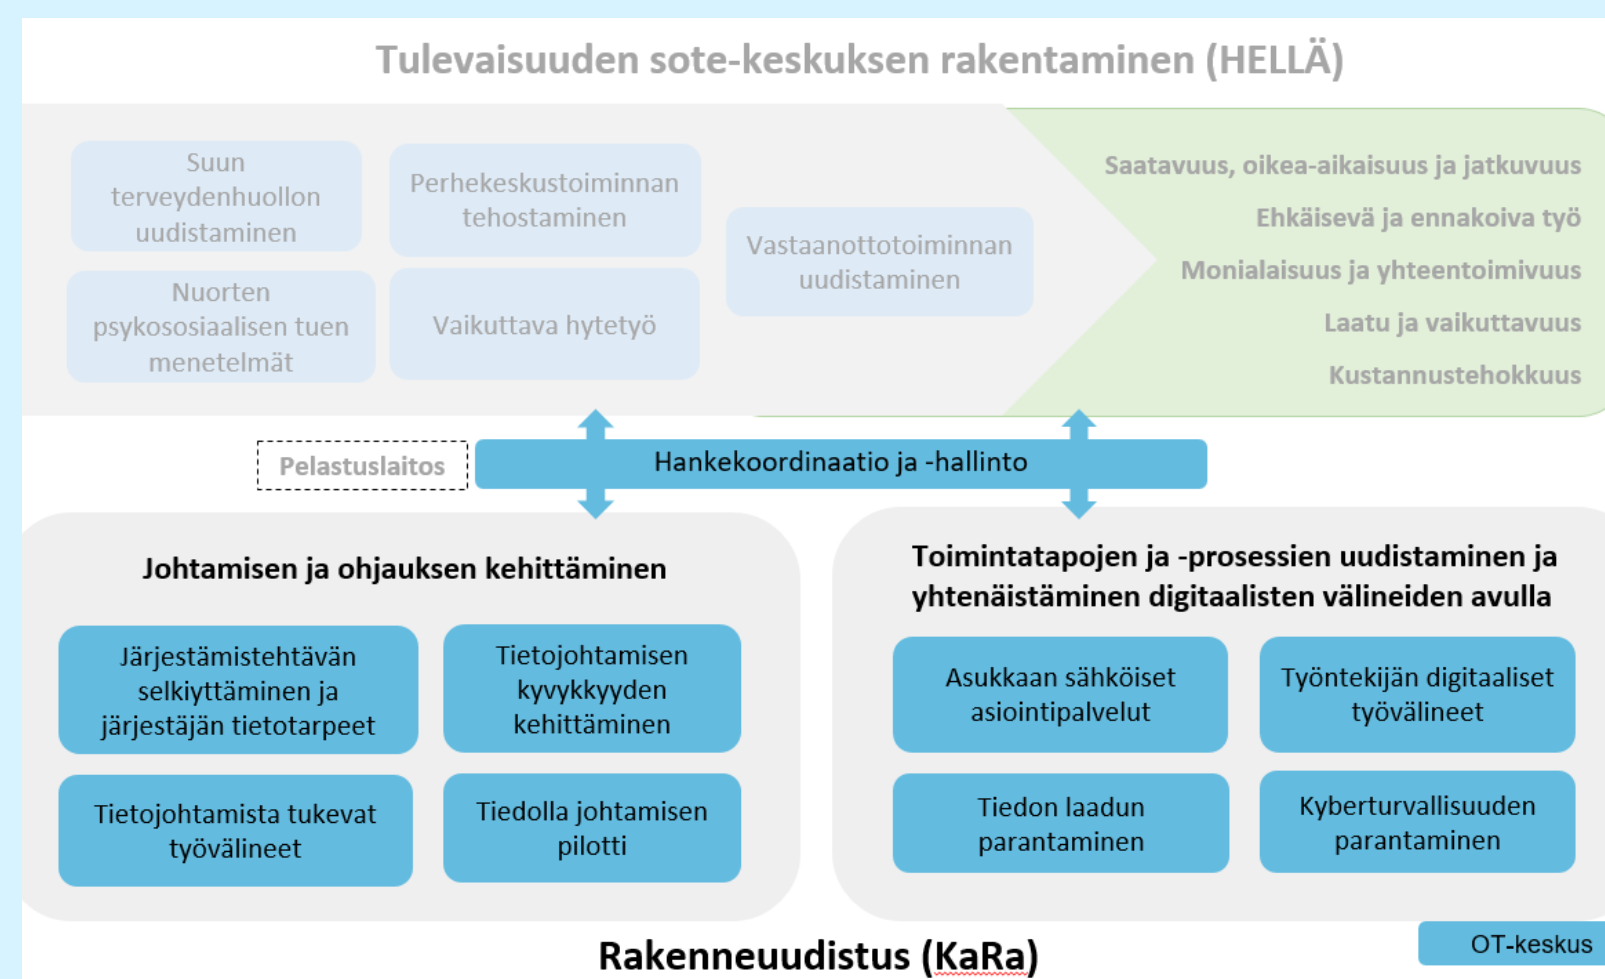 Tulevaisuuden sote-keskuksen rakentaminen (HELLÄ)
Suun
terveydenhuollon
uudistaminen
Perhekeskustoiminnan
tehostaminen
Nuorten
psykososiaalisen tuen
menetelmät
Vaikuttava hytetyö
Vastaanottotoiminnan
uudistaminen
Saatavuus, oikea-aikaisuus ja jatkuvuus
Ehkäisevä ja ennakoiva työ
Monialaisuus ja yhteentoimivuus
Laatu ja vaikuttavuus
Kustannustehokkuus
Pelastuslaitos
Hankekoordinaatio ja -hallinto
Johtamisen ja ohjauksen kehittäminen
Järjestämistehtävän
selkiyttäminen ja
järjestäjän tietotarpeet
Tietojohtamisen
kyvykkyyden
kehittäminen
Tietojohtamista tukevat
työvälineet
Tiedolla johtamisen
pilotti
Toimintatapojen ja -prosessien uudistaminen ja
yhtenäistäminen digitaalisten välineiden avulla
Asukkaan sähköiset
asiointipalvelut
Työntekijän digitaaliset
työvälineet
Tiedon laadun
parantaminen
Kyberturvallisuuden
parantaminen
Rakenneuudistus (KaRa)
OT-keskus